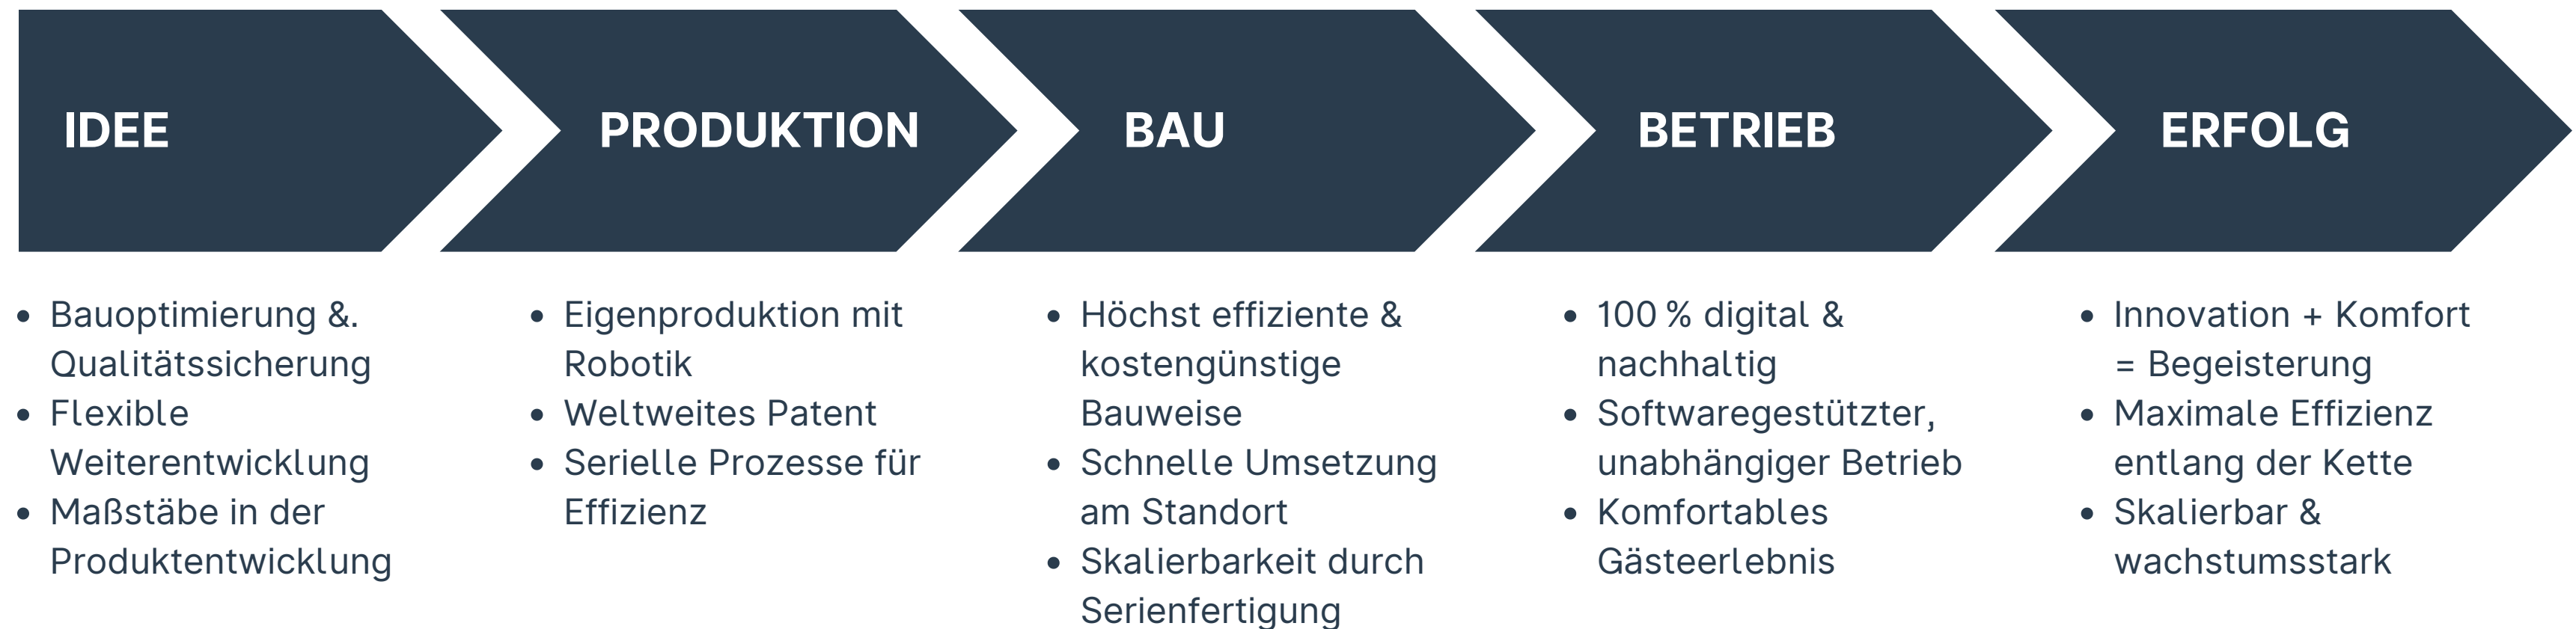 IDEE
PRODUKTION
BAU
BETRIEB
ERFOLG
• Bauoptimierung &.
Qualitätssicherung
• Flexible
Weiterentwicklung
• Maßstäbe in der
Produktentwicklung
• Eigenproduktion mit
Robotik
• Weltweites Patent
• Serielle Prozesse für
Effizienz
• Höchst effiziente &
kostengünstige
Bauweise
• Schnelle Umsetzung
am Standort
• Skalierbarkeit durch
Serienfertigung
• 100 % digital &
nachhaltig
• Softwaregestützter,
unabhängiger Betrieb
• Komfortables
Gästeerlebnis
• Innovation + Komfort
= Begeisterung
• Maximale Effizienz
entlang der Kette
• Skalierbar &
wachstumsstark